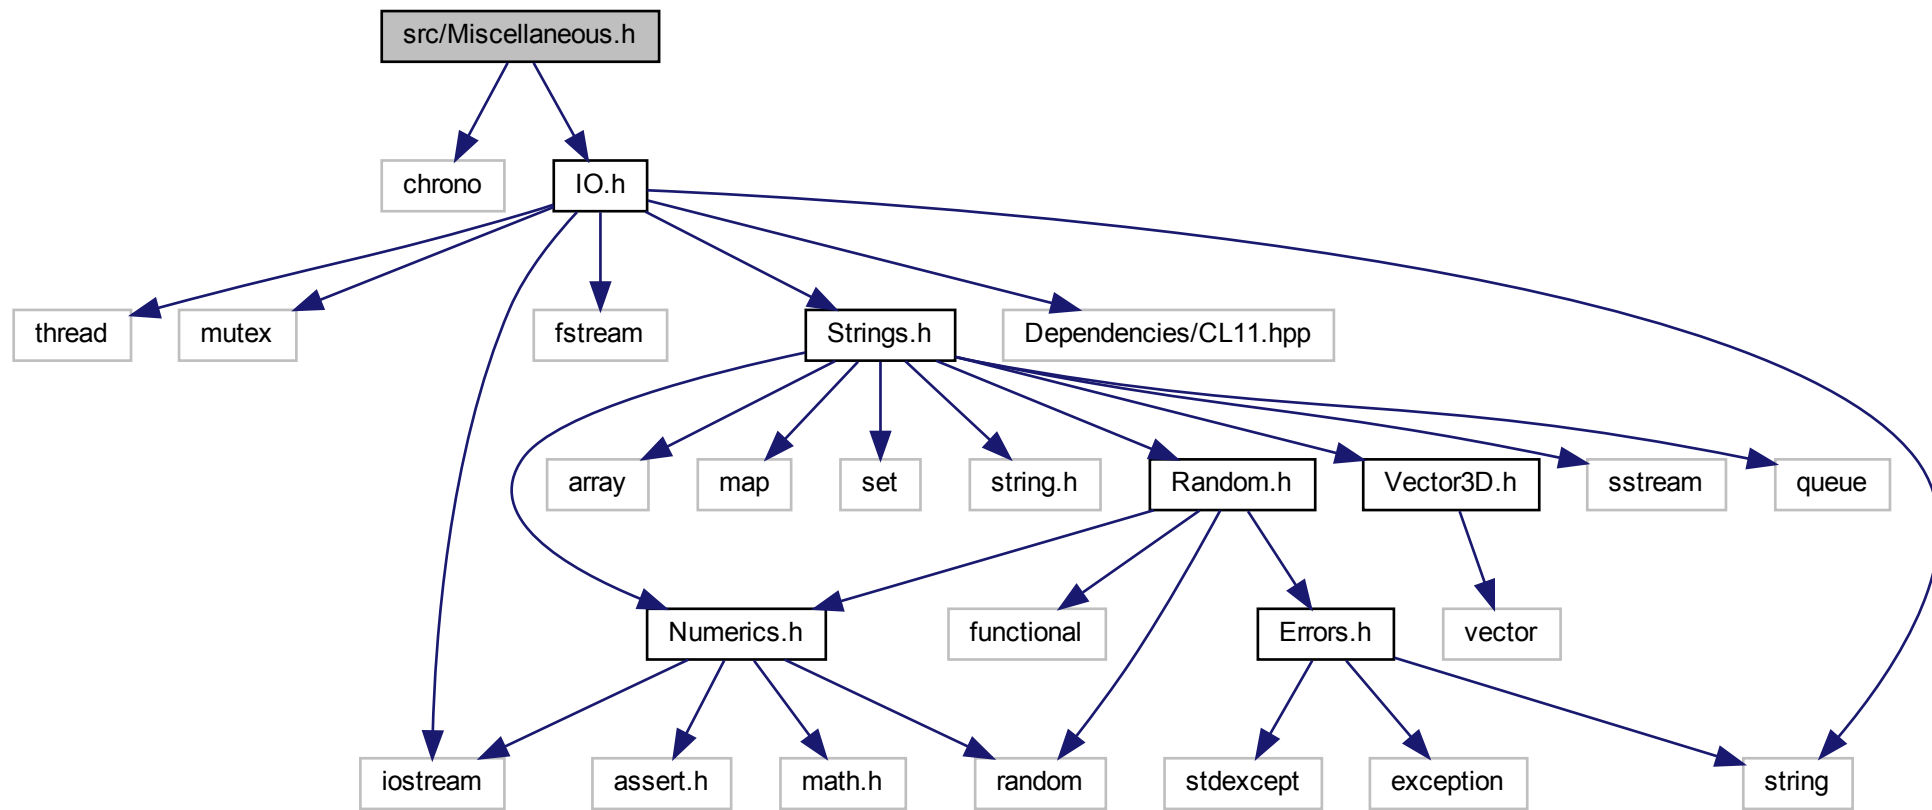 src/Miscellaneous.h
chrono
IO.h
thread
mutex
fstream
Strings.h
Dependencies/CL11.hpp
array
map
set
string.h
Random.h
Vector3D.h
sstream
queue
Numerics.h
functional
Errors.h
vector
iostream
assert.h
math.h
random
stdexcept
exception
string